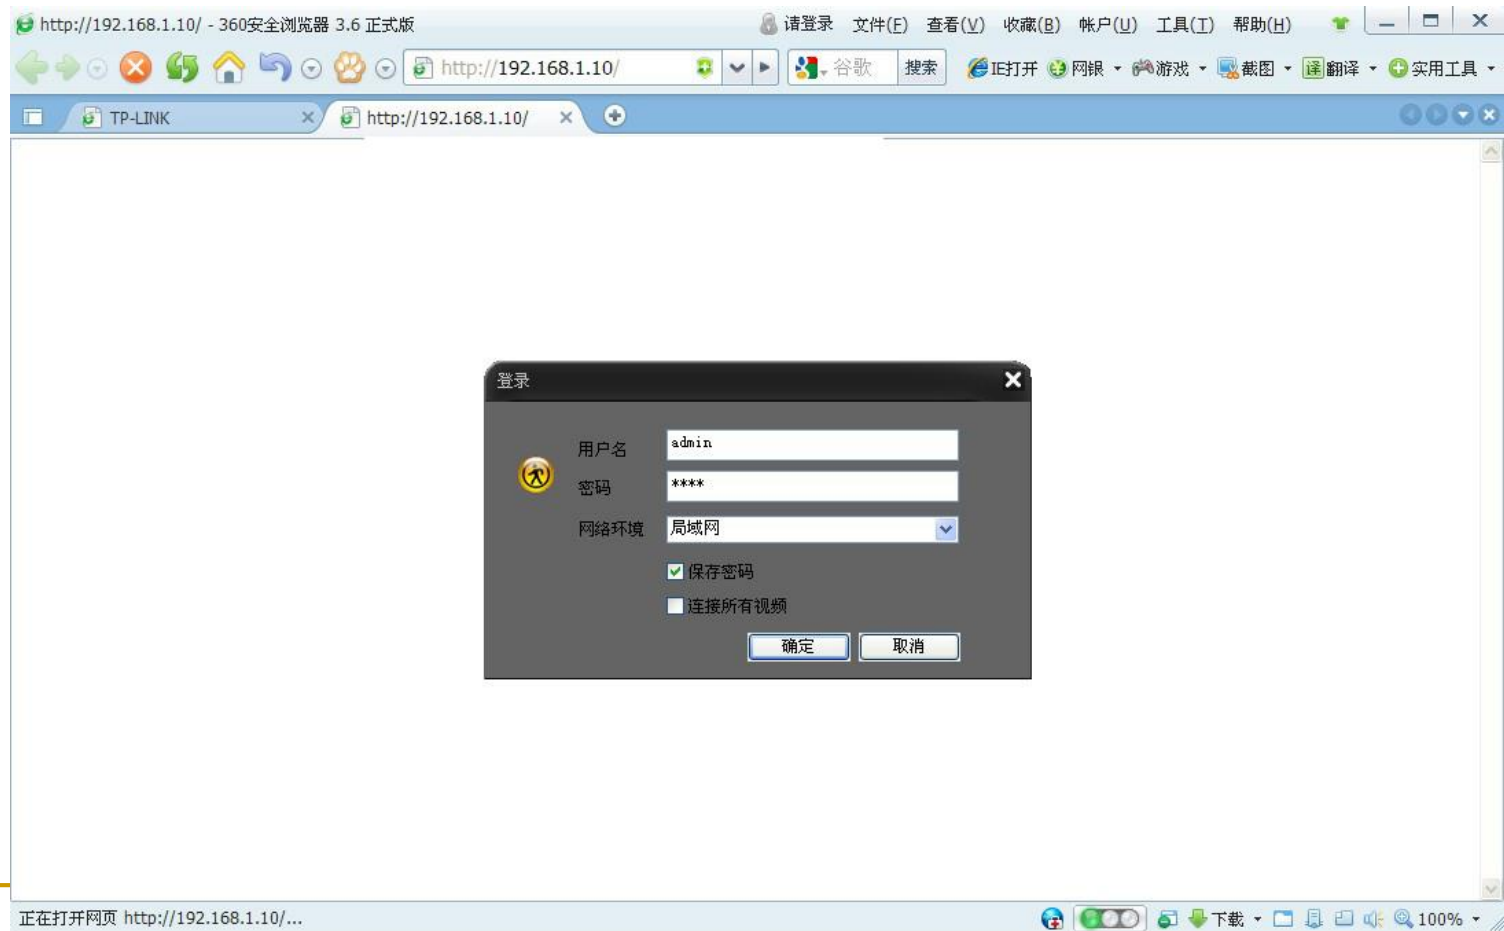 http://192.168.1.10/ - 360安全浏览器 3.6 正式版
请登录 文件(F) 查看(V) 收藏(B) 帐户(U) 工具(T) 帮助(H)
http://192.168.1.10/ 谷歌 搜索 IE打开 网银 游戏 截图 译 翻译 实用工具
TP-LINK http://192.168.1.10/
登录
用户名 admin
密码 ****
网络环境 局域网
保存密码
连接所有视频
确定 取消
正在打开网页 http://192.168.1.10/... 下载 100%